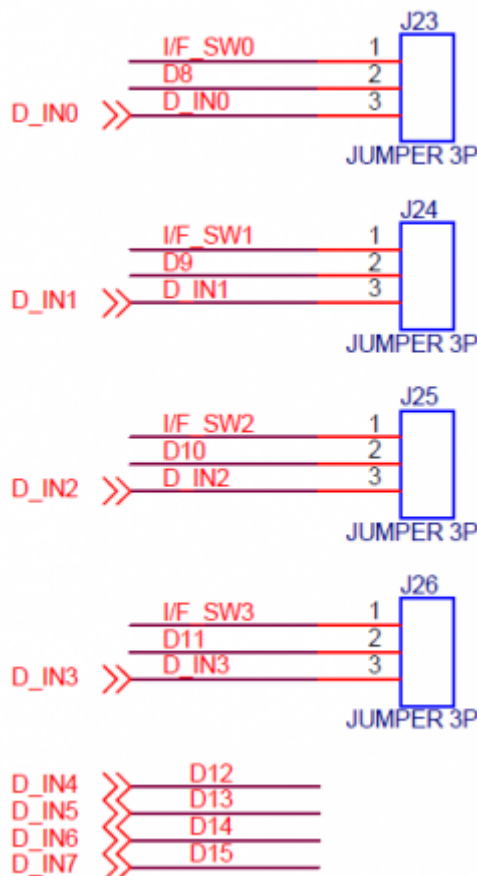 J23
I/F_SW0 1
D8 2
D_IN0 D_IN0 3
JUMPER 3P
J24
I/F_SW1 1
D9 2
D_IN1 D_IN1 3
JUMPER 3P
J25
I/F_SW2 1
D10 2
D_IN2 D_IN2 3
JUMPER 3P
J26
I/F_SW3 1
D11 2
D_IN3 D_IN3 3
JUMPER 3P
D_IN4 D12
D_IN5 D13
D_IN6 D14
D_IN7 D15